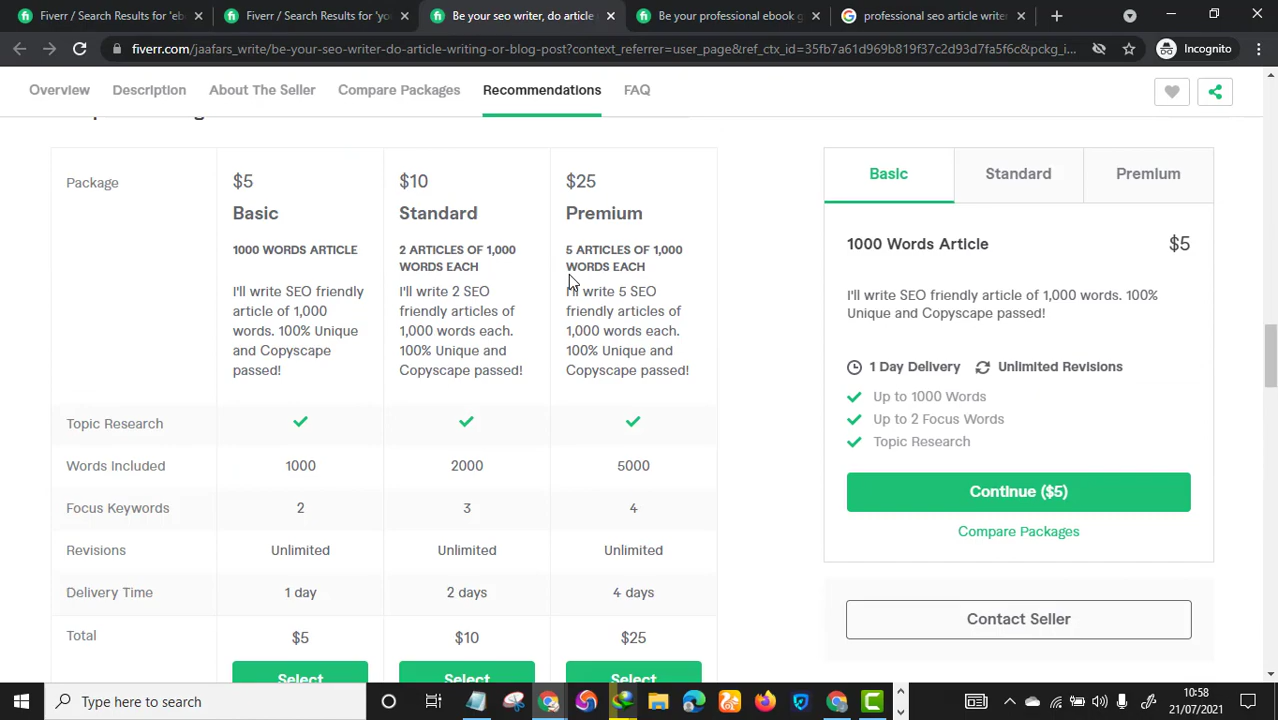 Fiverr / Search Results for 'eb
Fiverr / Search Results for 'yo
Be your seo writer, do article
Be your professional ebook g
professional seo article write
fiverr.com/jaafars_write/be-your-seo-writer-do-article-writing-or-blog-post?context_referrer=user_page&ref_ctx_id=35fb7a61d969b819f37c2d93d7fa5f6c&pckg_i...
Incognito
Overview
Description
About The Seller
Compare Packages
Recommendations
FAQ
Package
$5
Basic
1000 WORDS ARTICLE
I'll write SEO friendly
article of 1,000
words. 100% Unique
and Copyscape
passed!
$10
Standard
2 ARTICLES OF 1,000
WORDS EACH
I'll write 2 SEO
friendly articles of
1,000 words each.
100% Unique and
Copyscape passed!
$25
Premium
5 ARTICLES OF 1,000
WORDS EACH
I'll write 5 SEO
friendly articles of
1,000 words each.
100% Unique and
Copyscape passed!
Topic Research
Words Included 1000 2000 5000
Focus Keywords 2 3 4
Revisions Unlimited Unlimited Unlimited
Delivery Time 1 day 2 days 4 days
Total $5 $10 $25
Select Select Select
Basic Standard Premium
1000 Words Article $5
I'll write SEO friendly article of 1,000 words. 100%
Unique and Copyscape passed!
1 Day Delivery Unlimited Revisions
Up to 1000 Words
Up to 2 Focus Words
Topic Research
Continue ($5)
Compare Packages
Contact Seller
Type here to search
10:58
21/07/2021